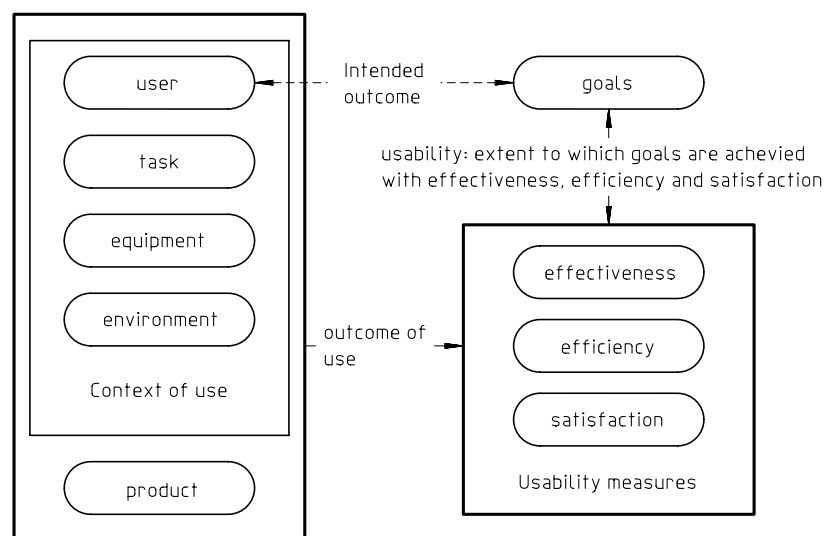 user
task
equipment
environment
Context of use
product
Intended
outcome
outcome of
use
goals
usability: extent to wihich goals are achevied
with effectiveness, efficiency and satisfaction
effectiveness
efficiency
satisfaction
Usability measures